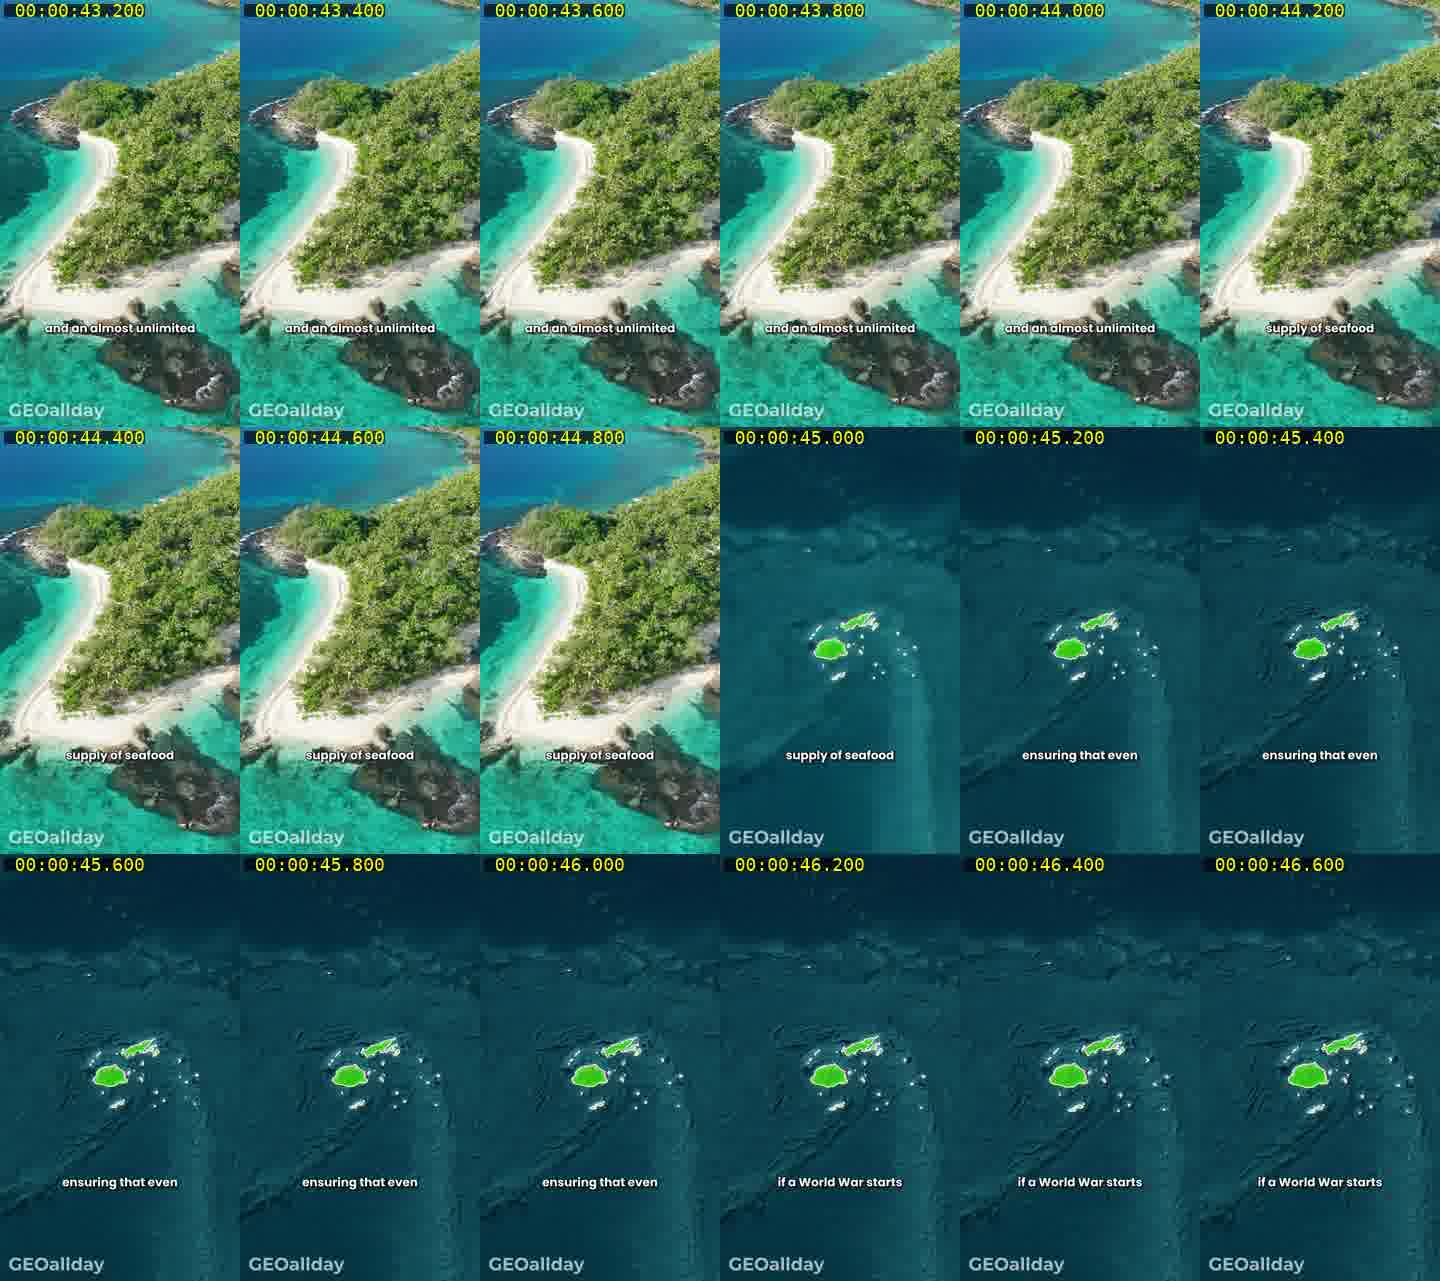 00:00:43.200 00:00:43.400 00:00:43.600 00:00:43.800 00:00:44.000 00:00:44.200
and an almost unlimited and an almost unlimited and an almost unlimited and an almost unlimited and an almost unlimited supply of seafood
GEOallday GEOallday GEOallday GEOallday GEOallday GEOallday
00:00:44.400 00:00:44.600 00:00:44.800 00:00:45.000 00:00:45.200 00:00:45.400
supply of seafood supply of seafood supply of seafood supply of seafood ensuring that even ensuring that even
GEOallday GEOallday GEOallday GEOallday GEOallday GEOallday
00:00:45.600 00:00:45.800 00:00:46.000 00:00:46.200 00:00:46.400 00:00:46.600
ensuring that even ensuring that even ensuring that even if a World War starts if a World War starts if a World War starts
GEOallday GEOallday GEOallday GEOallday GEOallday GEOallday